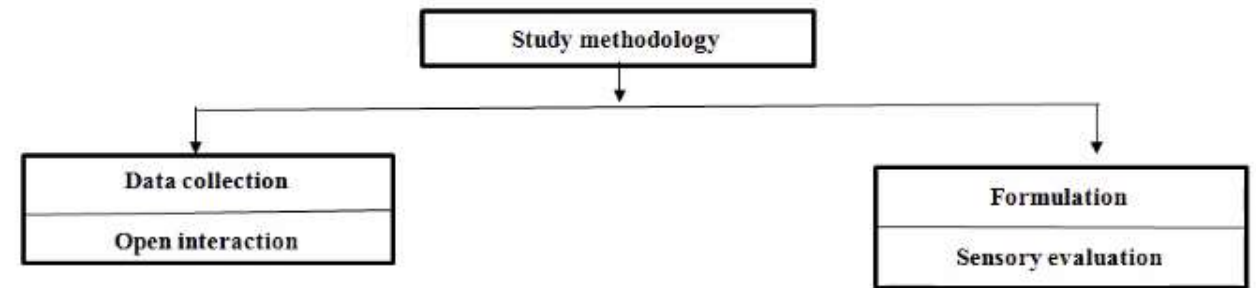 Study methodology
Data collection
Open interaction
Formulation
Sensory evaluation